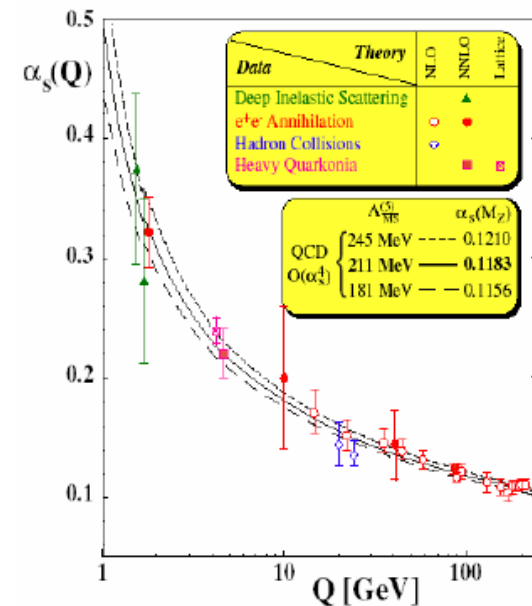 0.5
αs(Q)
0.4
0.3
0.2
0.1
1 10 100
Q [GeV]
Data Theory NLO NNLO Lattice
Deep Inelastic Scattering
e⁺e⁻ Annihilation
Hadron Collisions
Heavy Quarkonia
Λ(5)MS αs(MZ)
QCD O(αs⁴)
245 MeV 0.1210
211 MeV 0.1183
181 MeV 0.1156